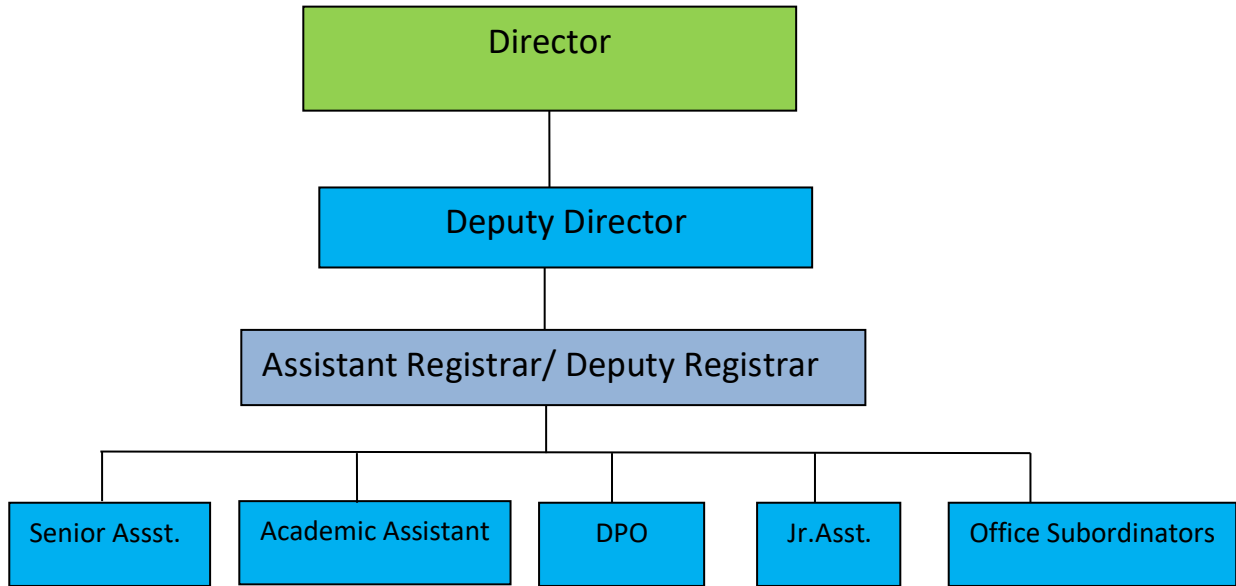 Director
Deputy Director
Assistant Registrar/ Deputy Registrar
Senior Assst.
Academic Assistant
DPO
Jr.Asst.
Office Subordinators